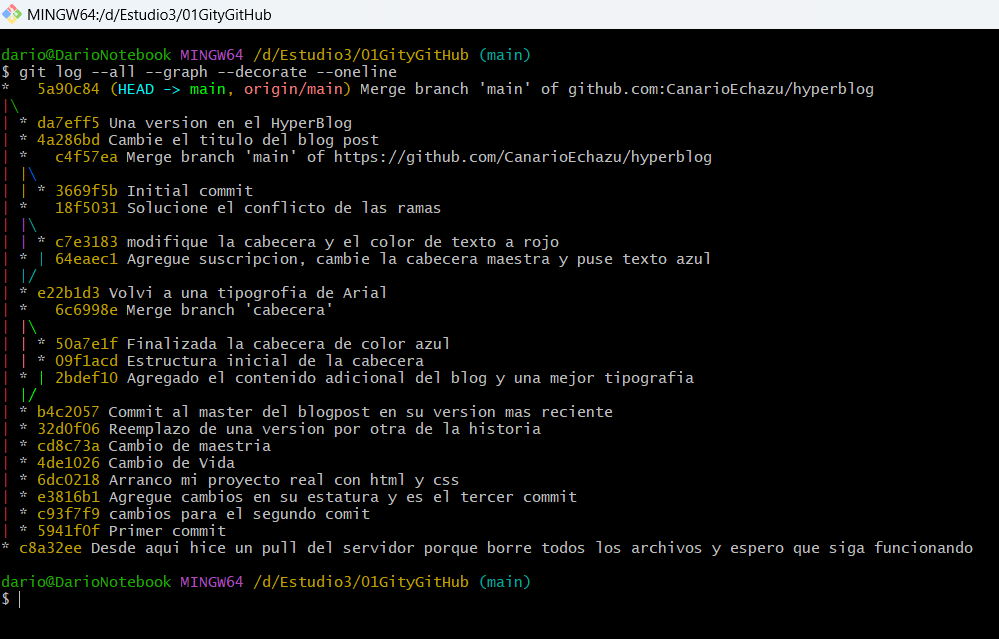 MINGW64:/d/Estudio3/01GityGitHub
dario@DarioNotebook MINGW64 /d/Estudio3/01GityGitHub (main)
$ git log --all --graph --decorate --oneline
*   5a90c84 (HEAD -> main, origin/main) Merge branch 'main' of github.com:CanarioEchazu/hyperblog
|\
| * da7eff5 Una version en el HyperBlog
| * 4a286bd Cambie el titulo del blog post
| *   c4f57ea Merge branch 'main' of https://github.com/CanarioEchazu/hyperblog
| |\
| | * 3669f5b Initial commit
| *   18f5031 Solucione el conflicto de las ramas
| |\
| | * c7e3183 modifique la cabecera y el color de texto a rojo
| * | 64eaec1 Agregue suscripcion, cambie la cabecera maestra y puse texto azul
| |/
| * e22b1d3 Volvi a una tipografia de Arial
| *   6c6998e Merge branch 'cabecera'
| |\
| | * 50a7e1f Finalizada la cabecera de color azul
| | * 09f1acd Estructura inicial de la cabecera
| * | 2bdef10 Agregado el contenido adicional del blog y una mejor tipografia
| |/
| * b4c2057 Commit al master del blogpost en su version mas reciente
| * 32d0f06 Reemplazo de una version por otra de la historia
| * cd8c73a Cambio de maestria
| * 4de1026 Cambio de Vida
| * 6dc0218 Arranco mi proyecto real con html y css
| * e3816b1 Agregue cambios en su estatura y es el tercer commit
| * c93f7f9 cambios para el segundo comit
| * 5941f0f Primer commit
* c8a32ee Desde aqui hice un pull del servidor porque borre todos los archivos y espero que siga funcionando
dario@DarioNotebook MINGW64 /d/Estudio3/01GityGitHub (main)
$